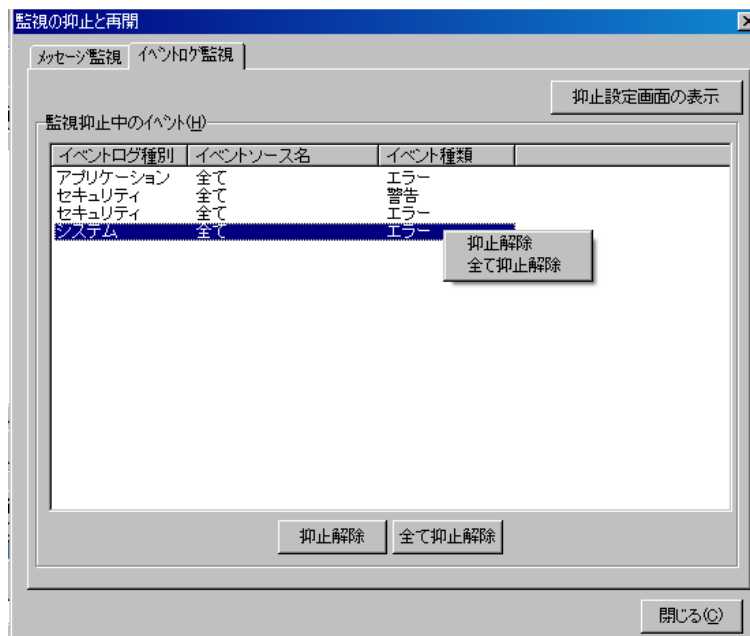 監視の抑止と再開
メッセージ監視 イベントログ監視
抑止設定画面の表示
監視抑止中のイベント(H)
イベントログ種別 イベントソース名 イベント種類
アプリケーション 全て エラー
セキュリティ 全て 警告
セキュリティ 全て エラー
システム 全て エラー
抑止解除
全て抑止解除
抑止解除 全て抑止解除
閉じる(C)